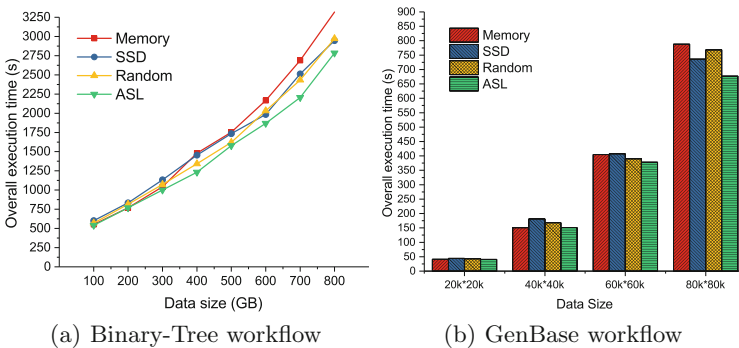 3250
3000
2750
2500
2250
2000
1750
1500
1250
1000
750
500
250
0
Overall execution time (s)
Memory
SSD
Random
ASL
100 200 300 400 500 600 700 800
Data size (GB)
(a) Binary-Tree workflow
900
850
800
750
700
650
600
550
500
450
400
350
300
250
200
150
100
50
0
Overall execution time (s)
Memory
SSD
Random
ASL
20k*20k 40k*40k 60k*60k 80k*80k
Data Size
(b) GenBase workflow